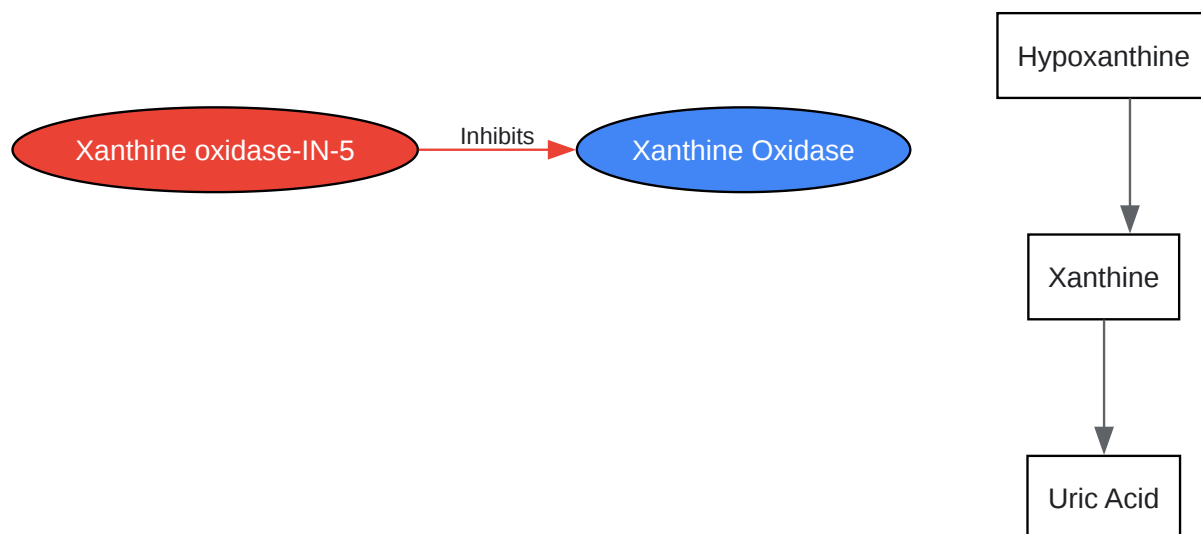 Hypoxanthine
Xanthine oxidase-IN-5
Inhibits
Xanthine Oxidase
Xanthine
Uric Acid